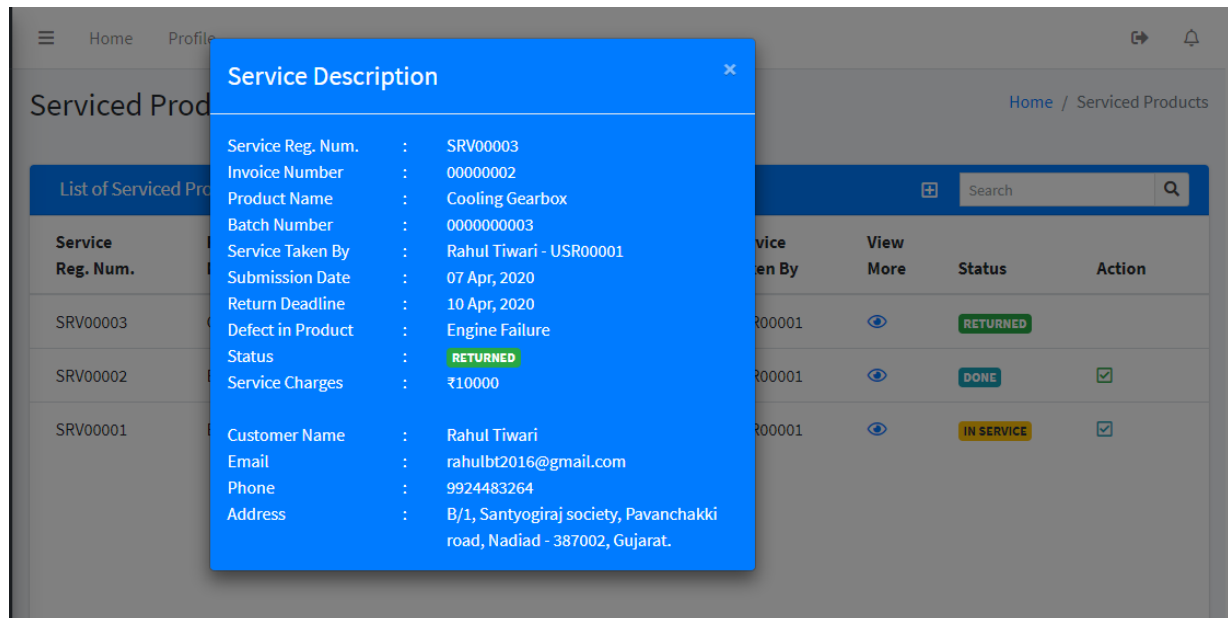 Home Profile
Service Description ×
Serviced Prod
Home / Serviced Products
Service Reg. Num. : SRV00003
Invoice Number : 00000002
Product Name : Cooling Gearbox
Batch Number : 0000000003
Service Taken By : Rahul Tiwari - USR00001
Submission Date : 07 Apr, 2020
Return Deadline : 10 Apr, 2020
Defect in Product : Engine Failure
Status : RETURNED
Service Charges : ₹10000
Customer Name : Rahul Tiwari
Email : rahulbt2016@gmail.com
Phone : 9924483264
Address : B/1, Santyogiraj society, Pavanchakki
road, Nadiad - 387002, Gujarat.
List of Serviced Pro
Search
Service
Reg. Num.
vice
en By
View
More
Status
Action
SRV00003 R00001 RETURNED
SRV00002 R00001 DONE
SRV00001 R00001 IN SERVICE